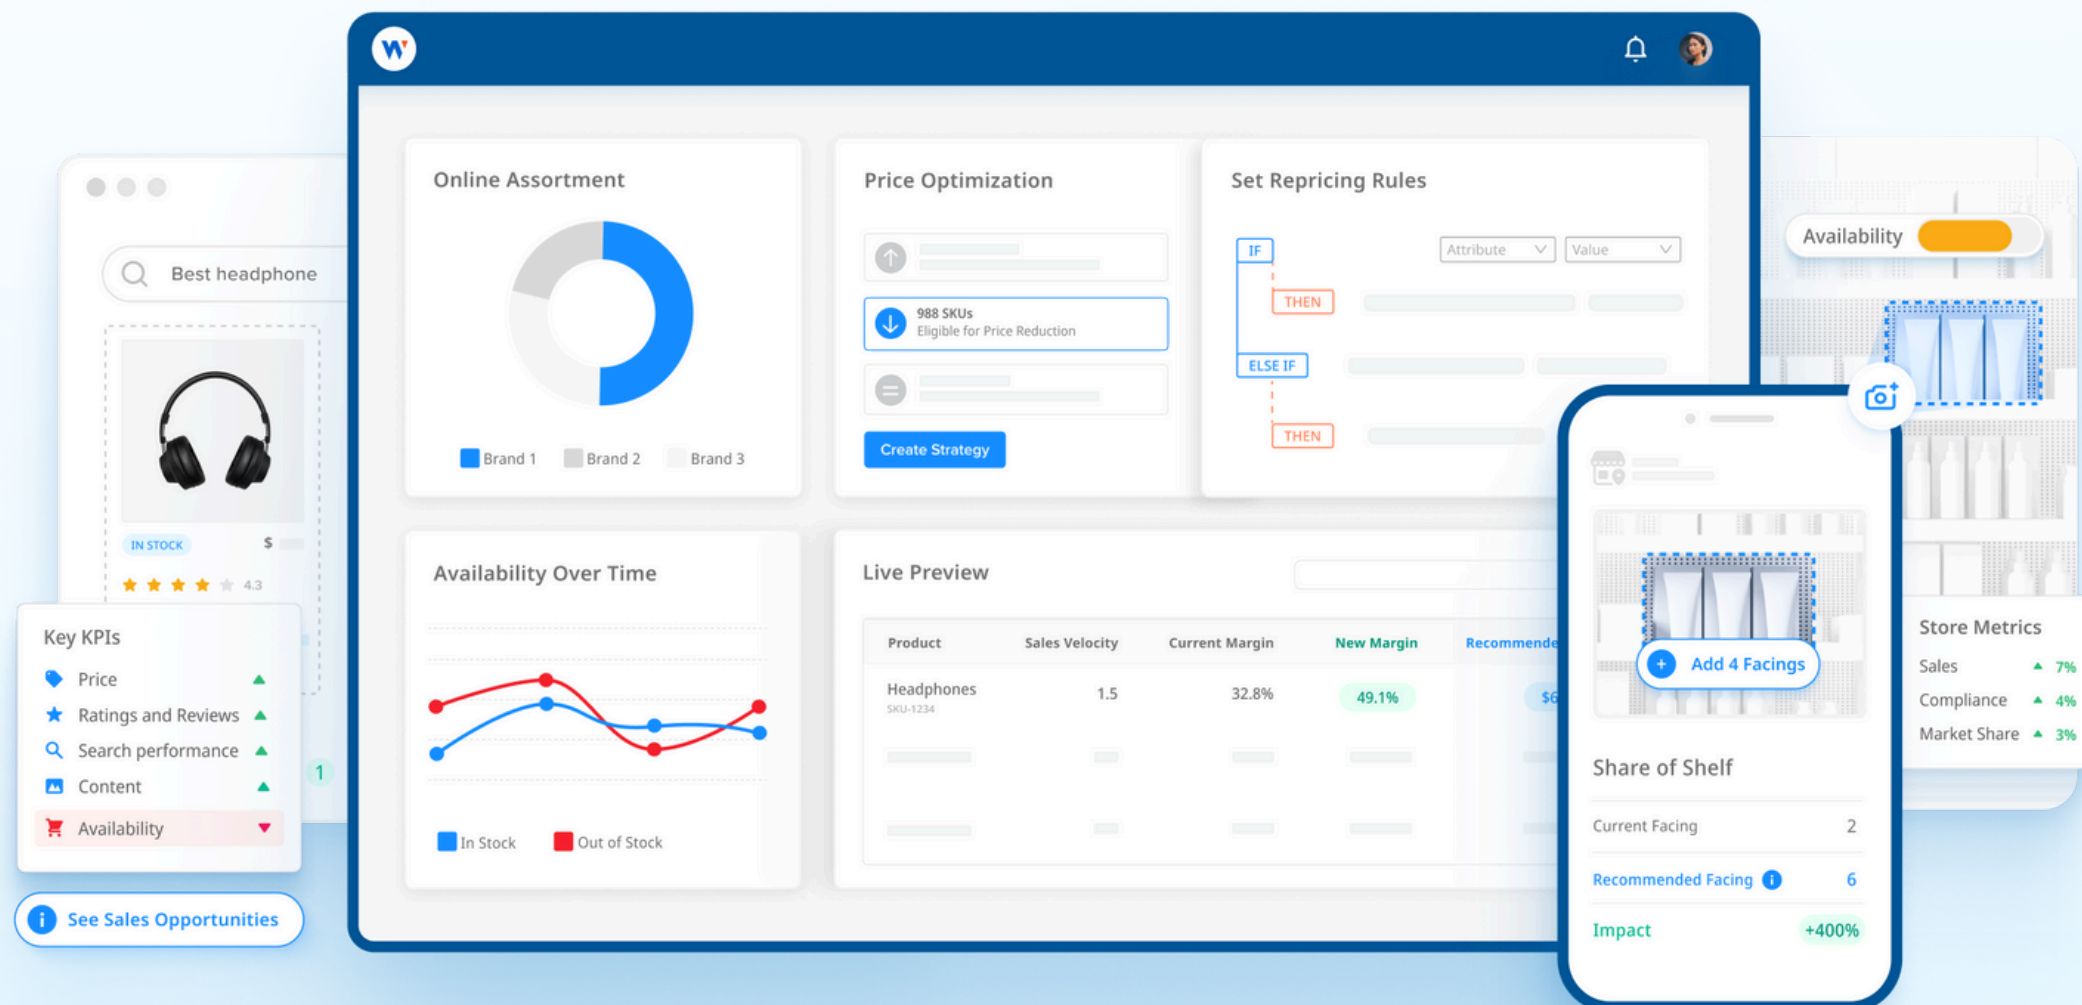 W
Best headphone
IN STOCK
$
4.3
Key KPIs
Price
Ratings and Reviews
Search performance
Content
Availability
1
See Sales Opportunities
Online Assortment
Brand 1
Brand 2
Brand 3
Price Optimization
988 SKUs
Eligible for Price Reduction
Create Strategy
Set Repricing Rules
IF
Attribute
Value
THEN
ELSE IF
THEN
Availability Over Time
In Stock
Out of Stock
Live Preview
Product Sales Velocity Current Margin New Margin
Headphones 1.5 32.8% 49.1% $6
SKU-1234
Add 4 Facings
Share of Shelf
Current Facing 2
Recommended Facing 6
Impact +400%
Availability
Store Metrics
Sales 7%
Compliance 4%
Market Share 3%